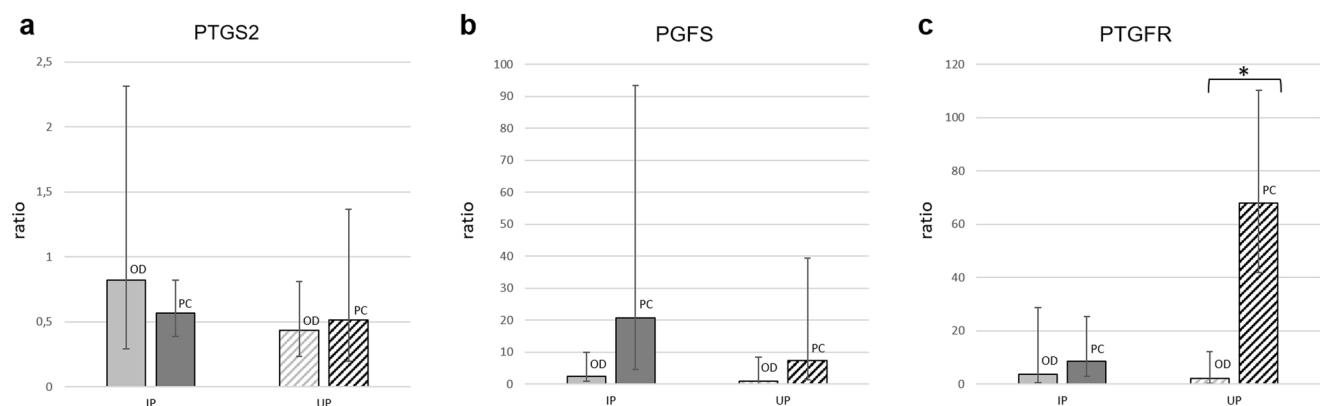 a
PTGS2
ratio
2,5
2
1,5
1
0,5
0
OD
PC
OD
PC
IP
UP
b
PGFS
ratio
100
90
80
70
60
50
40
30
20
10
0
OD
PC
OD
PC
IP
UP
c
PTGFR
ratio
120
100
80
60
40
20
0
OD
PC
OD
PC
*
IP
UP